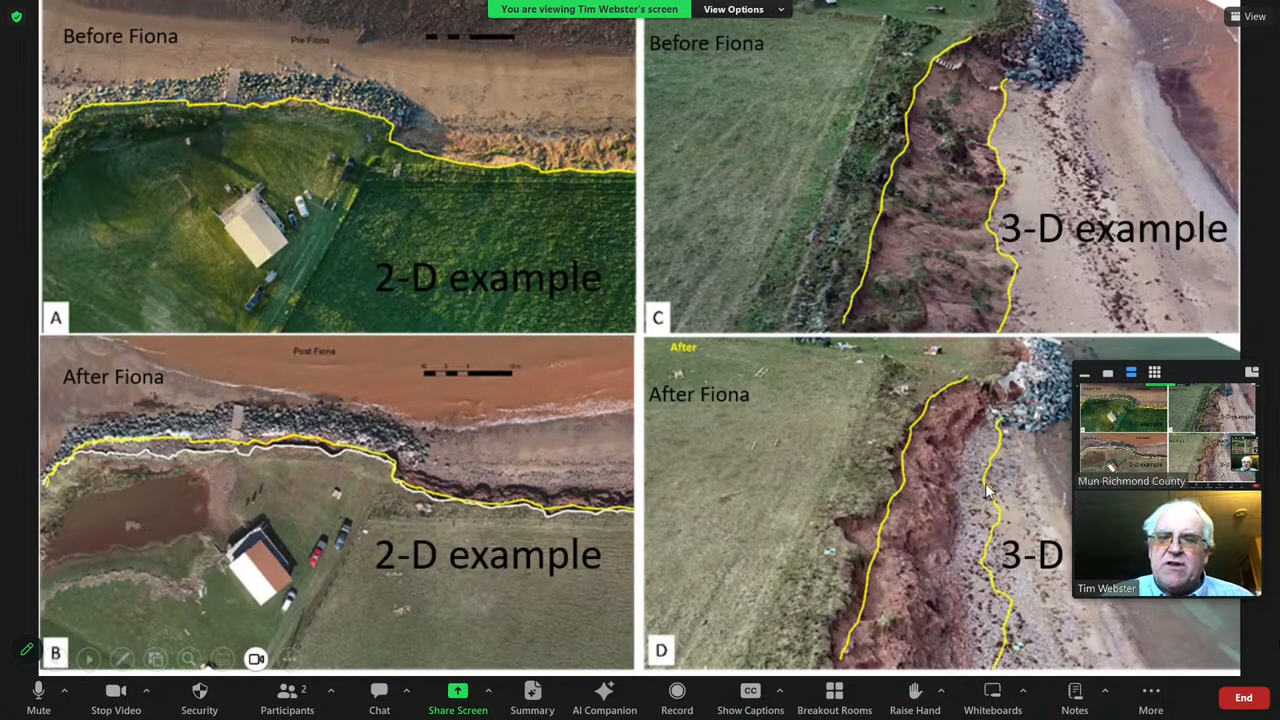 You are viewing Tim Webster's screen
View Options
View
Before Fiona
Pre Fiona
2-D example
A
Before Fiona
3-D example
C
After Fiona
Post Fiona
2-D example
B
After
After Fiona
3-D
D
Mun Richmond County
Tim Webster
Mute
Stop Video
Security
Participants
2
Chat
Share Screen
Summary
AI Companion
Record
CC
Show Captions
Breakout Rooms
Raise Hand
Whiteboards
Notes
More
End